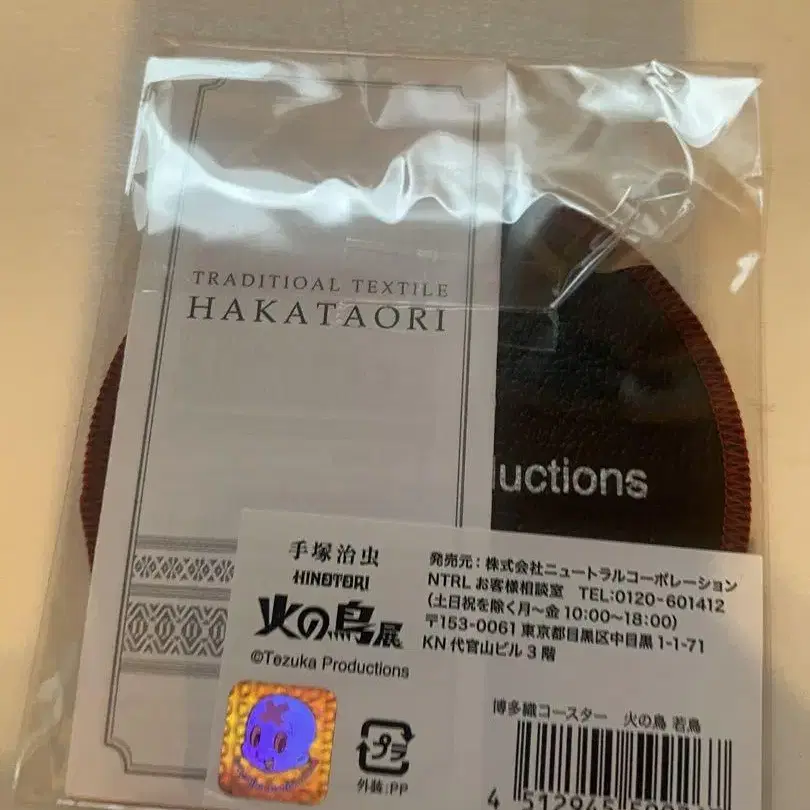 TRADITIOAL TEXTILE
HAKATAORI
uctions
手塚治虫
HINOTORI
火の鳥展
©Tezuka Productions
発売元：株式会社ニュートラルコーポレーション
NTRL お客様相談室 TEL:0120-601412
（土日祝を除く月〜金 10:00〜18:00）
〒153-0061 東京都目黒区中目黒 1-1-71
KN 代官山ビル 3 階
博多織コースター 火の鳥 若鳥
プラ
外装:PP
4 512945